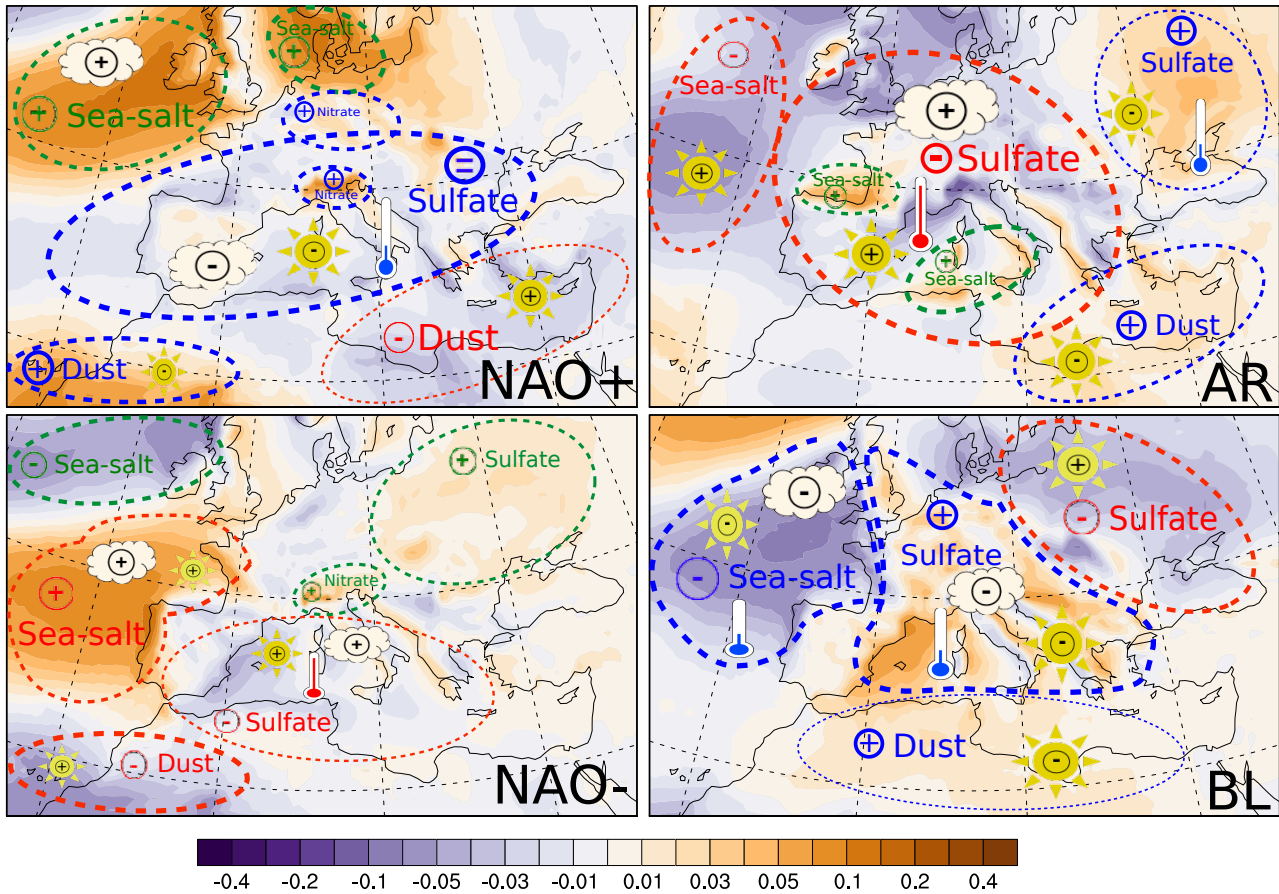 Sea-salt
+
+
+
Sea-salt
+
Nitrate
=
Sulfate
+
Nitrate
-
-
+
-
Dust
+
Dust
-
NAO+
-
Sea-salt
+
Sulfate
+
-
+
-
Sulfate
Sea-salt
+
+
+
Sea-salt
+
Dust
-
AR
-
Sea-salt
+
Sulfate
+
+
+
Nitrate
+
Sea-salt
+
+
-
Sulfate
-
Dust
+
NAO-
-
-
+
+
-
Sulfate
Sulfate
-
Sea-salt
-
-
+
Dust
-
BL
-0.4 -0.2 -0.1 -0.05 -0.03 -0.01 0.01 0.03 0.05 0.1 0.2 0.4